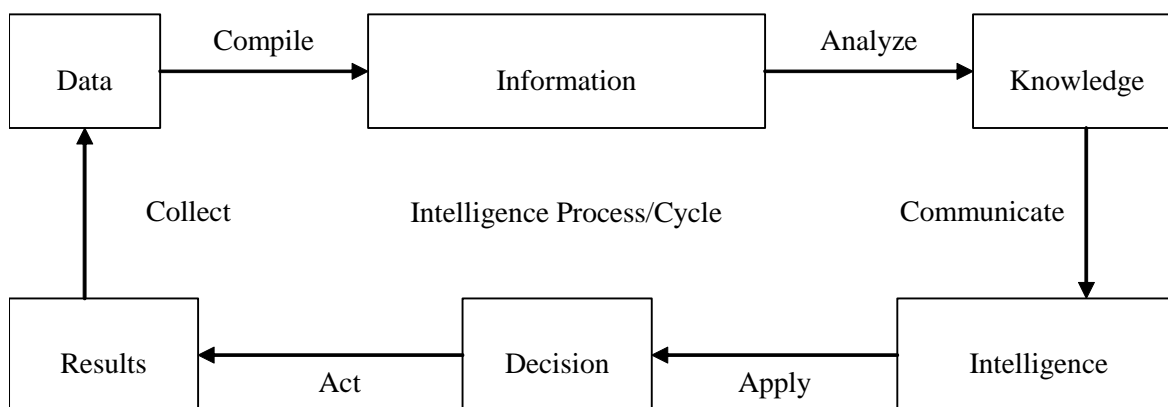 Compile
Analyze
Data
Information
Knowledge
Collect
Intelligence Process/Cycle
Communicate
Results
Decision
Intelligence
Act
Apply